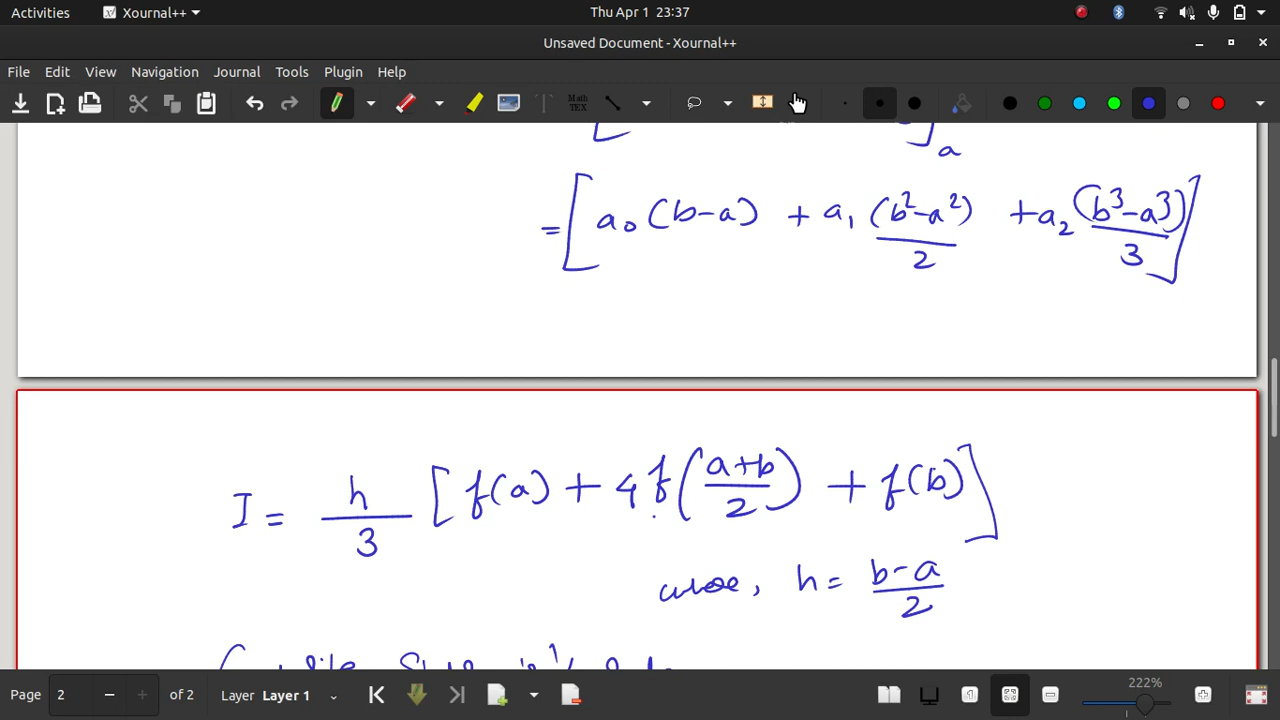 Activities Xournal++ Thu Apr 1 23:37
Unsaved Document - Xournal++
File Edit View Navigation Journal Tools Plugin Help
Math TEX
[ ]a
= [a₀(b-a) + a₁ (b²-a²)/2 + a₂ (b³-a³)/3]
I = h/3 [f(a) + 4f((a+b)/2) + f(b)]
where, h = b-a/2
Page 2 of 2 Layer Layer 1 222%